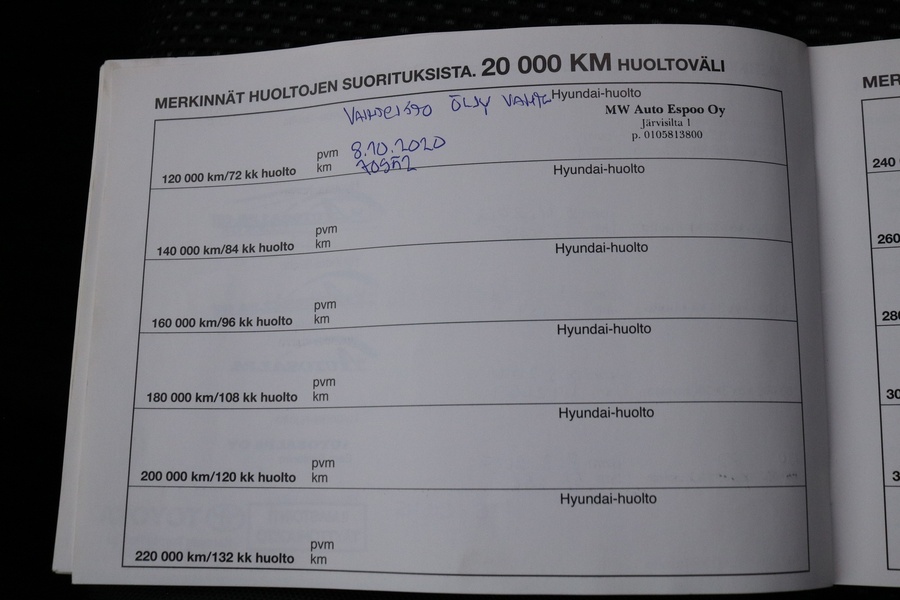 MERKINNÄT HUOLTOJEN SUORITUKSISTA. 20 000 KM HUOLTOVÄLI
VAIHTEISTO ÖLJY VAHTO Hyundai-huolto
MW Auto Espoo Oy
Järvisilta 1
p. 0105813800
pvm 8.10.2020
120 000 km/72 kk huolto km
Hyundai-huolto
pvm
140 000 km/84 kk huolto km
Hyundai-huolto
pvm
160 000 km/96 kk huolto km
Hyundai-huolto
pvm
180 000 km/108 kk huolto km
Hyundai-huolto
pvm
200 000 km/120 kk huolto km
Hyundai-huolto
pvm
220 000 km/132 kk huolto km
MER
240
260
280
30
3